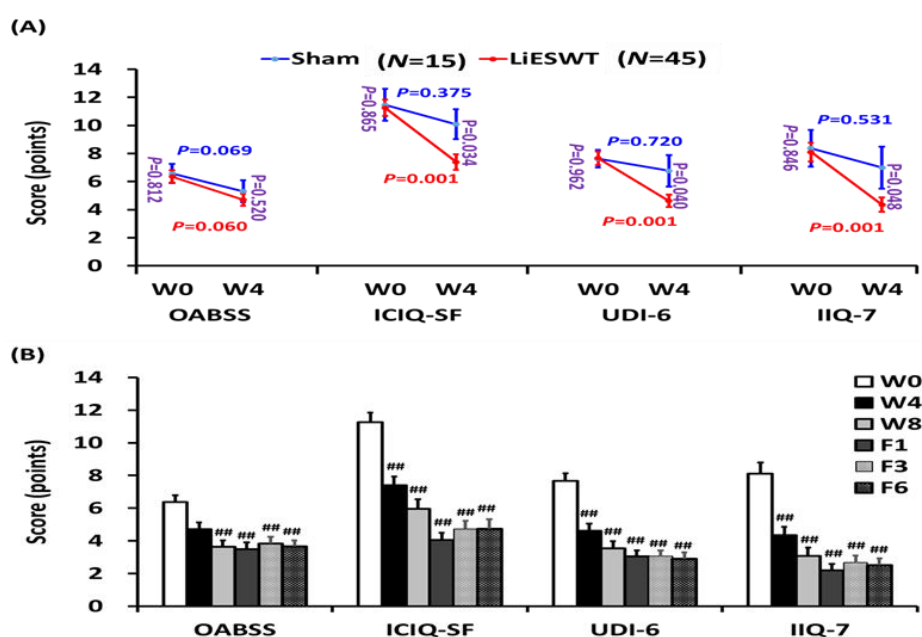 (A)
Sham (N=15) LiESWT (N=45)
Score (points)
14
12
10
8
6
4
2
0
P=0.812
P=0.069
P=0.060
P=0.520
P=0.865
P=0.375
P=0.001
P=0.034
P=0.962
P=0.720
P=0.001
P=0.040
P=0.846
P=0.531
P=0.001
P=0.048
W0 W4 W0 W4 W0 W4 W0 W4
OABSS ICIQ-SF UDI-6 IIQ-7
(B)
Score (points)
14
12
10
8
6
4
2
0
W0
W4
W8
F1
F3
F6
## ## ## ##
## ## ## ## ##
## ## ## ## ##
## ## ## ## ##
OABSS ICIQ-SF UDI-6 IIQ-7